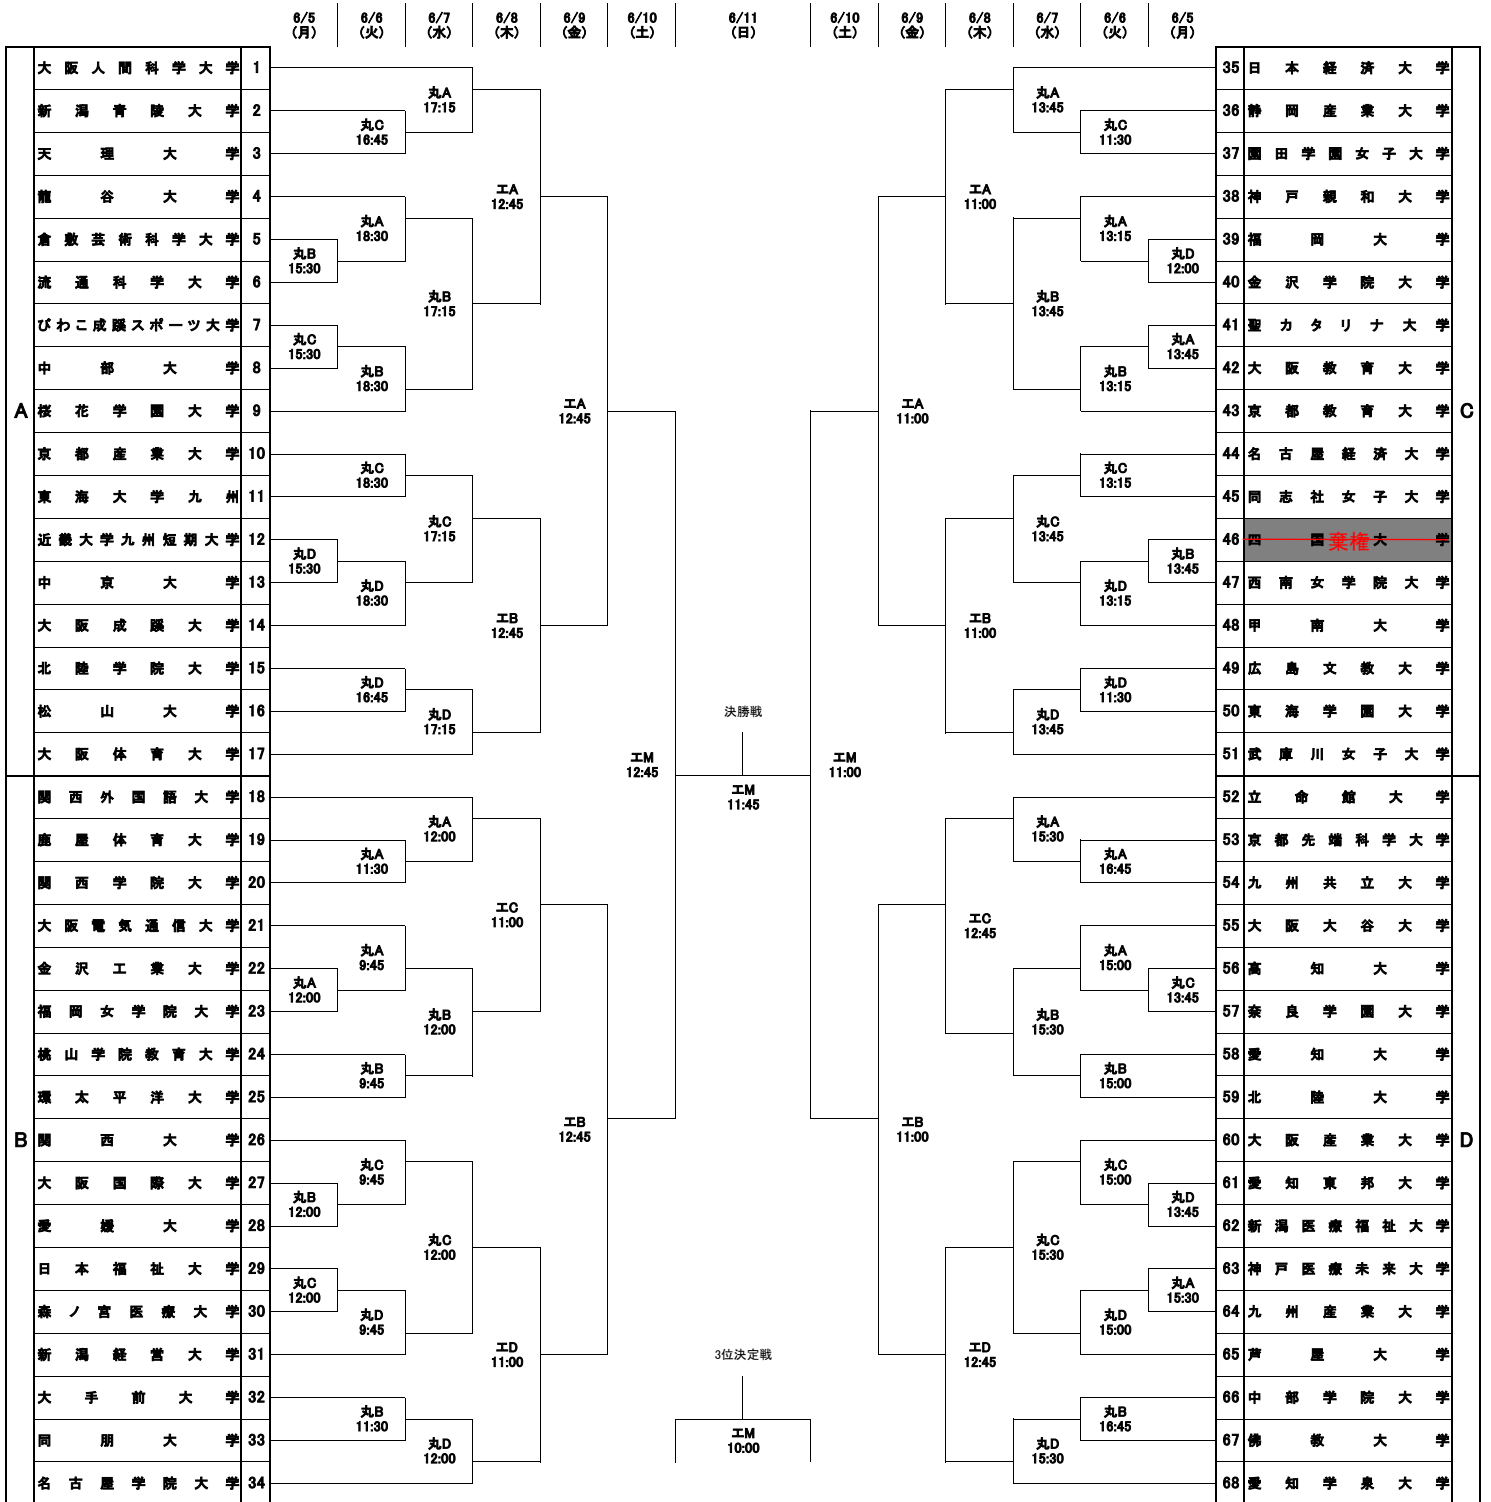 6/5 6/6 6/7 6/8 6/9 6/10 6/11 6/10 6/9 6/8 6/7 6/6 6/5
(月) (火) (水) (木) (金) (土) (日) (土) (金) (木) (水) (火) (月)
A
大阪人間科学大学 1
新潟青陵大学 2
天理大学 3
龍谷大学 4
倉敷芸術科学大学 5
流通科学大学 6
びわこ成蹊スポーツ大学 7
中部大学 8
桜花学園大学 9
京都産業大学 10
東海大学九州 11
近畿大学九州短期大学 12
中京大学 13
大阪成蹊大学 14
北陸学院大学 15
松山大学 16
大阪体育大学 17
B
関西外国語大学 18
鹿屋体育大学 19
関西学院大学 20
大阪電気通信大学 21
金沢工業大学 22
福岡女学院大学 23
桃山学院教育大学 24
環太平洋大学 25
関西大学 26
大阪国際大学 27
愛媛大学 28
日本福祉大学 29
森ノ宮医療大学 30
新潟経営大学 31
大手前大学 32
同朋大学 33
名古屋学院大学 34
丸B
15:30
丸C
15:30
丸D
15:30
丸A
12:00
丸B
12:00
丸C
12:00
丸C
16:45
丸A
18:30
丸B
18:30
丸C
18:30
丸D
18:30
丸D
16:45
丸A
11:30
丸A
9:45
丸B
9:45
丸C
9:45
丸D
9:45
丸B
11:30
丸A
17:15
丸B
17:15
丸C
17:15
丸D
17:15
丸A
12:00
丸B
12:00
丸C
12:00
丸D
12:00
エA
12:45
エB
12:45
エC
11:00
エD
11:00
エA
12:45
エB
12:45
エM
12:45
決勝戦
エM
11:45
3位決定戦
エM
10:00
エM
11:00
エA
11:00
エB
11:00
エA
11:00
エB
11:00
エC
12:45
エD
12:45
丸A
13:45
丸B
13:45
丸C
13:45
丸D
13:45
丸A
15:30
丸B
15:30
丸C
15:30
丸D
15:30
丸C
11:30
丸A
13:15
丸B
13:15
丸C
13:15
丸D
13:15
丸D
11:30
丸A
16:45
丸A
15:00
丸B
15:00
丸C
15:00
丸D
15:00
丸B
16:45
丸D
12:00
丸A
13:45
丸B
13:45
丸C
13:45
丸D
13:45
丸A
15:30
35 日本経済大学
36 静岡産業大学
37 園田学園女子大学
38 神戸親和大学
39 福岡大学
40 金沢学院大学
41 聖カタリナ大学
42 大阪教育大学
43 京都教育大学
44 名古屋経済大学
45 同志社女子大学
46 四国大学 棄権
47 西南女学院大学
48 甲南大学
49 広島文教大学
50 東海学園大学
51 武庫川女子大学
C
52 立命館大学
53 京都先端科学大学
54 九州共立大学
55 大阪大谷大学
56 高知大学
57 奈良学園大学
58 愛知大学
59 北陸大学
60 大阪産業大学
61 愛知東邦大学
62 新潟医療福祉大学
63 神戸医療未来大学
64 九州産業大学
65 芦屋大学
66 中部学院大学
67 佛教大学
68 愛知学泉大学
D